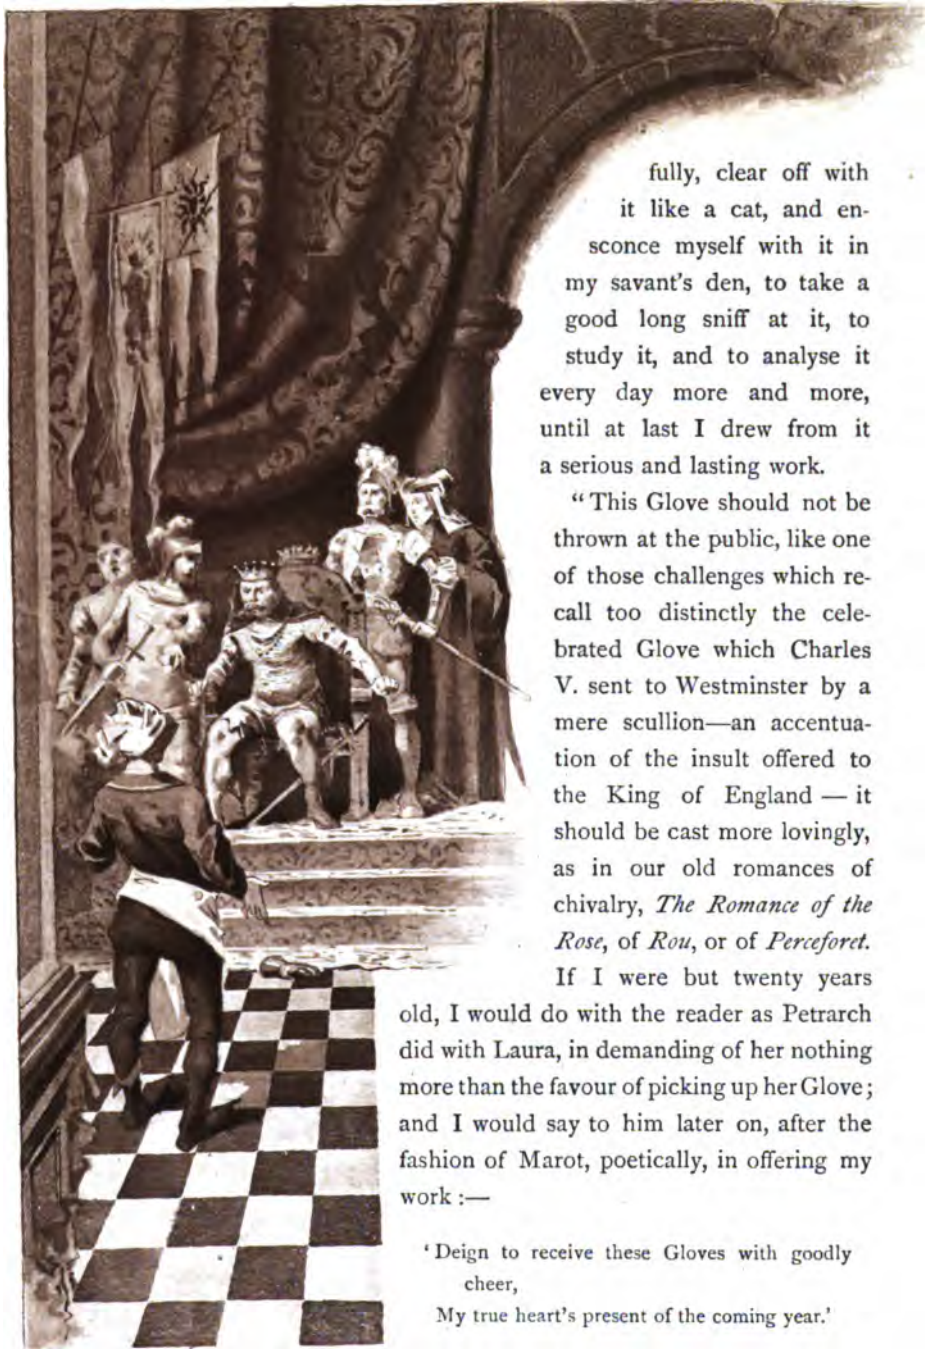 fully, clear off with
it like a cat, and en-
sconce myself with it in
my savant's den, to take a
good long sniff at it, to
study it, and to analyse it
every day more and more,
until at last I drew from it
a serious and lasting work.
“This Glove should not be
thrown at the public, like one
of those challenges which re-
call too distinctly the cele-
brated Glove which Charles
V. sent to Westminster by a
mere scullion—an accentua-
tion of the insult offered to
the King of England — it
should be cast more lovingly,
as in our old romances of
chivalry, The Romance of the
Rose, of Rou, or of Perceforet.
If I were but twenty years
old, I would do with the reader as Petrarch
did with Laura, in demanding of her nothing
more than the favour of picking up her Glove;
and I would say to him later on, after the
fashion of Marot, poetically, in offering my
work :—
‘Deign to receive these Gloves with goodly
cheer,
My true heart's present of the coming year.’